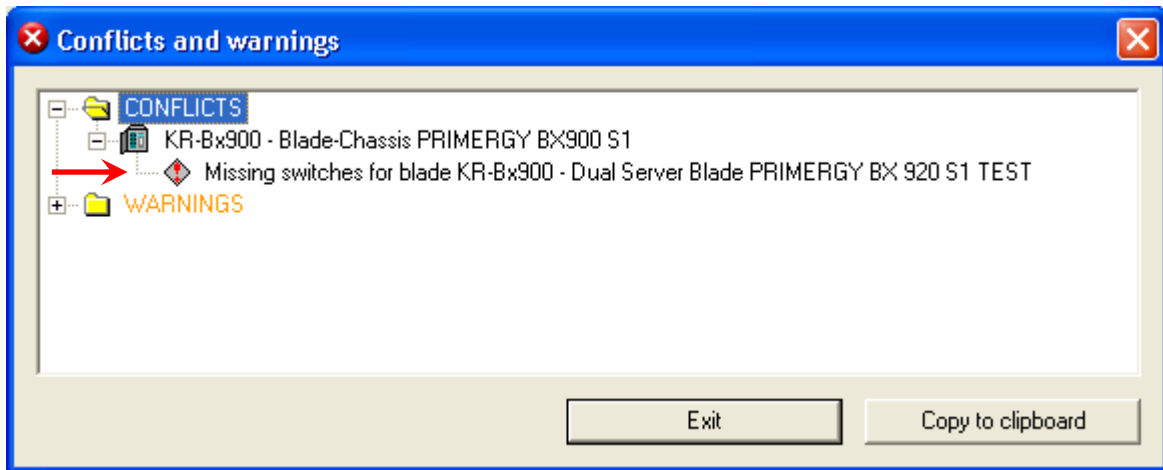 Conflicts and warnings
CONFLICTS
KR-Bx900 - Blade-Chassis PRIMERGY BX900 S1
Missing switches for blade KR-Bx900 - Dual Server Blade PRIMERGY BX 920 S1 TEST
WARNINGS
Exit
Copy to clipboard